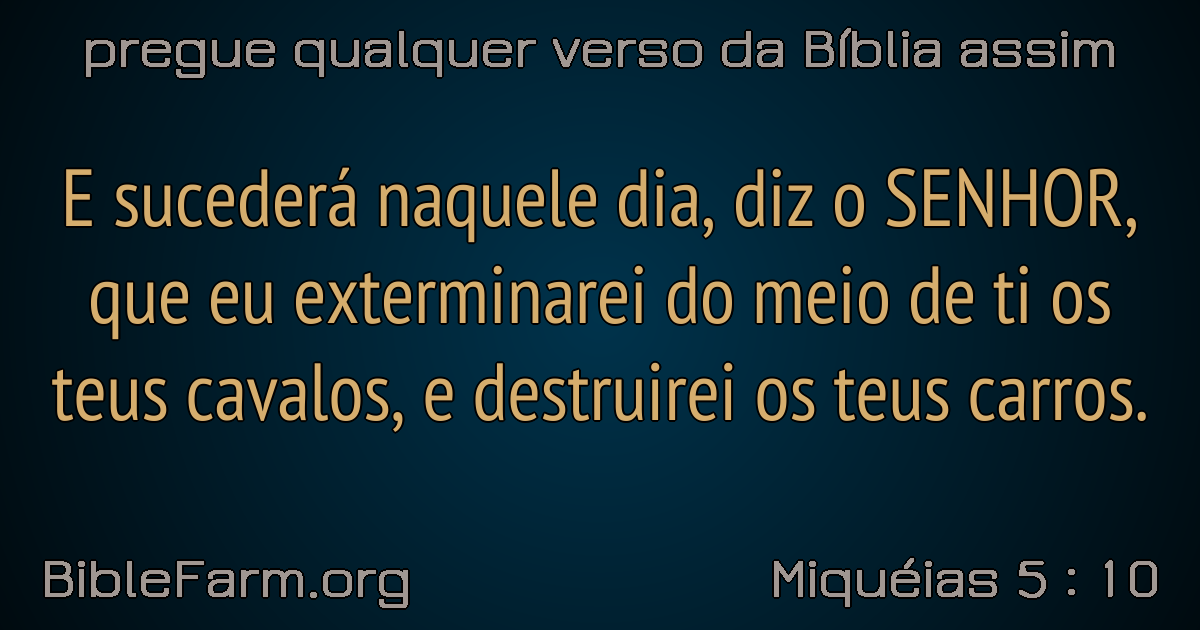 pregue qualquer verso da Bíblia assim
E sucederá naquele dia, diz o SENHOR,
que eu exterminarei do meio de ti os
teus cavalos, e destruirei os teus carros.
BibleFarm.org
Miquéias 5 : 10